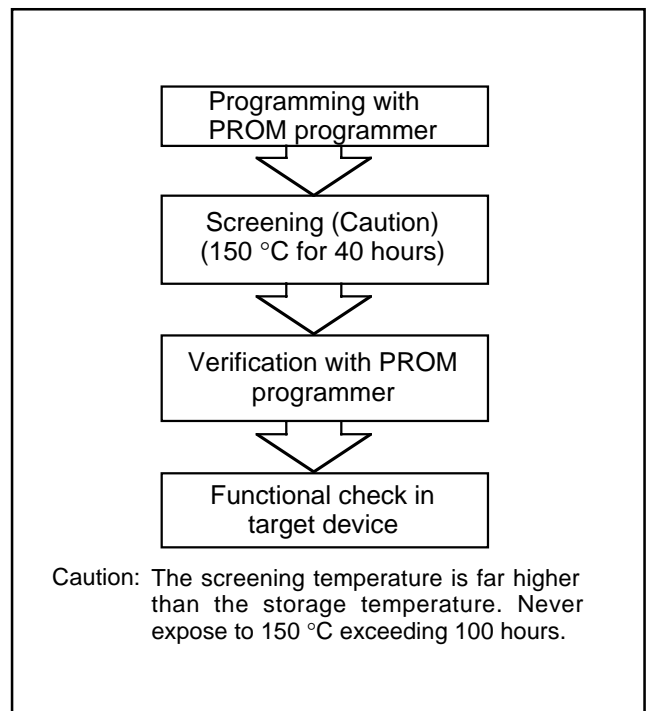 Programming with
PROM programmer
Screening (Caution)
(150 °C for 40 hours)
Verification with PROM
programmer
Functional check in
target device
Caution: The screening temperature is far higher
than the storage temperature. Never
expose to 150 °C exceeding 100 hours.